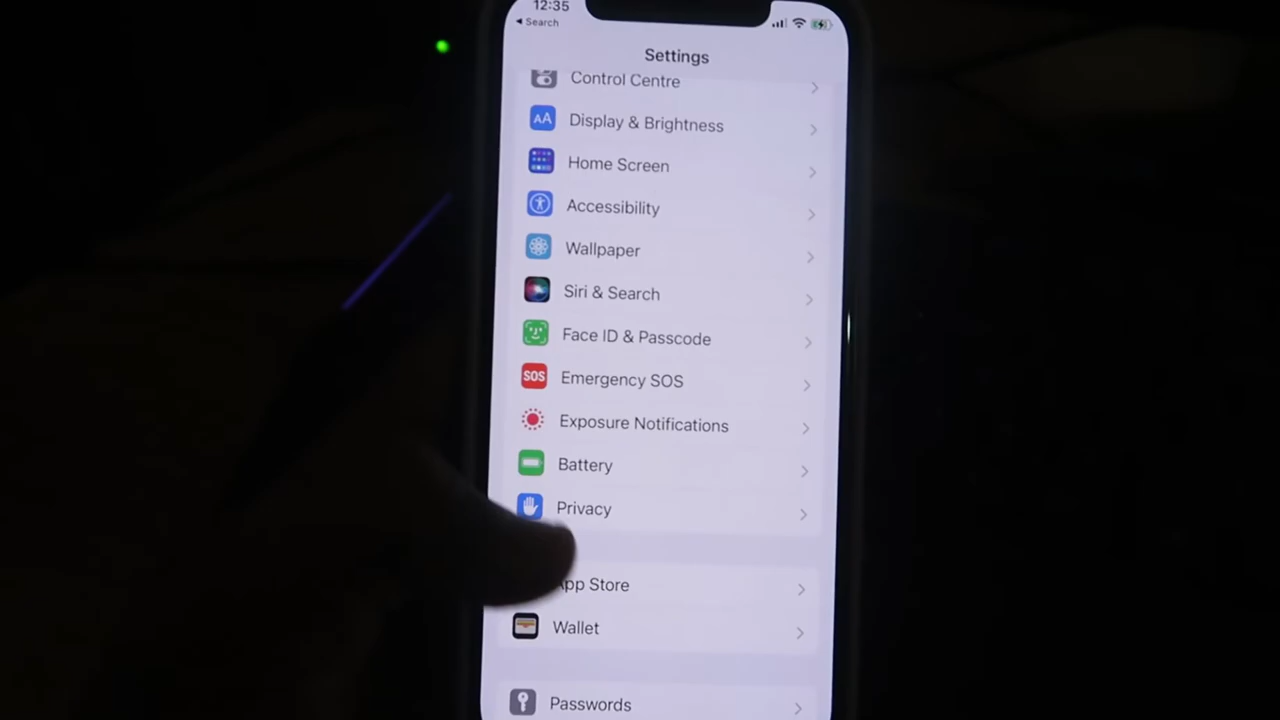 12:35
Search
Settings
Control Centre
AA Display & Brightness
Home Screen
Accessibility
Wallpaper
Siri & Search
Face ID & Passcode
SOS Emergency SOS
Exposure Notifications
Battery
Privacy
App Store
Wallet
Passwords